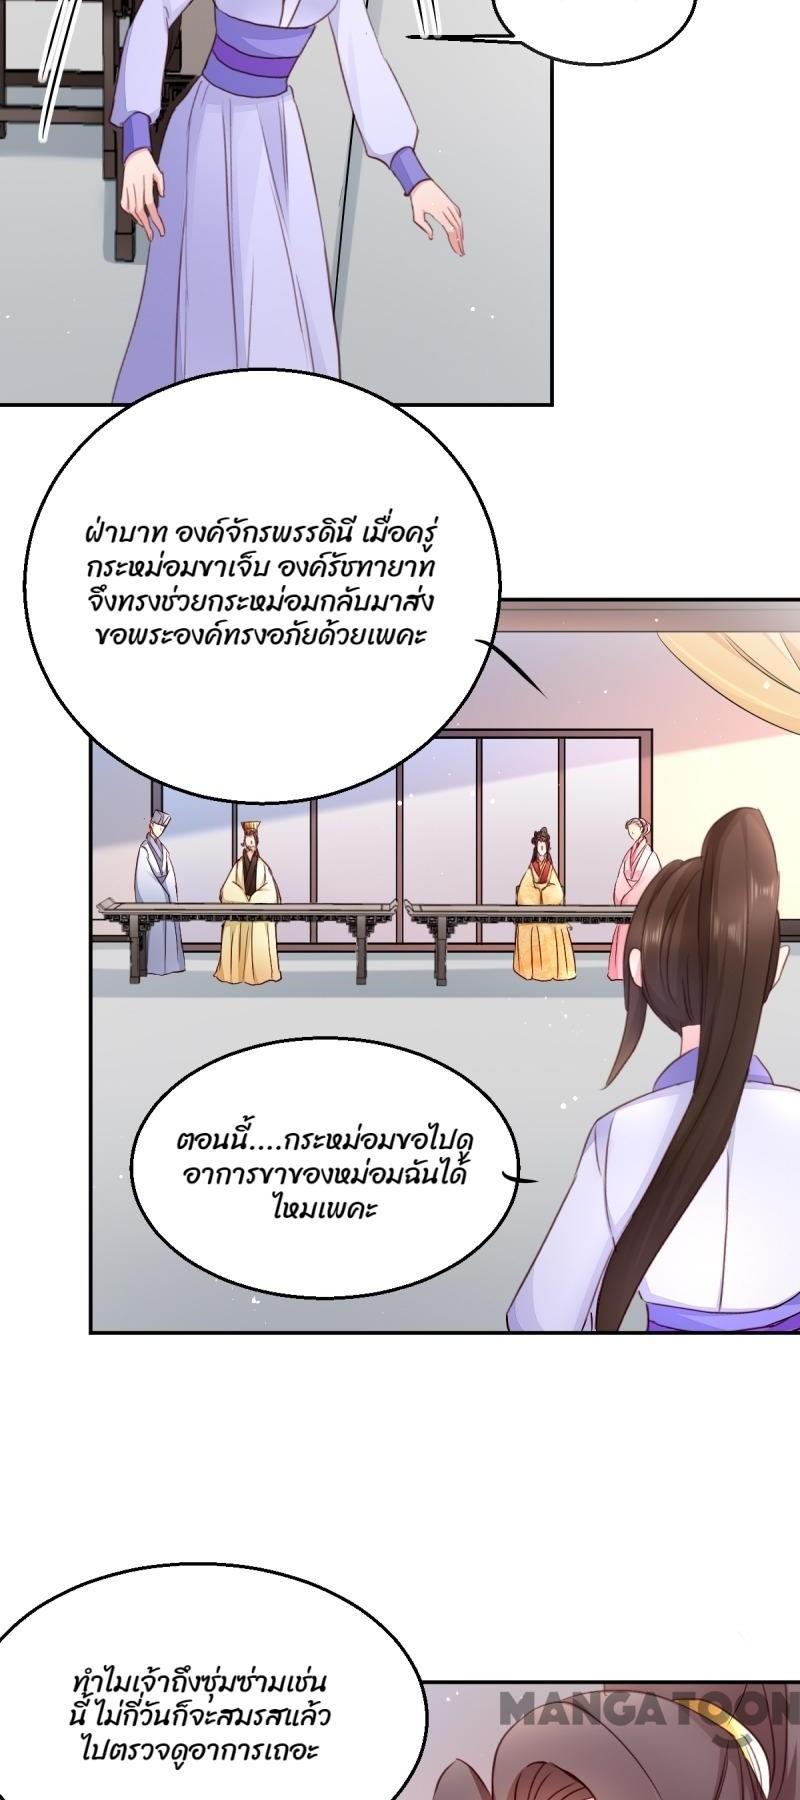 ฝ่าบาท องค์จักรพรรดินี เมื่อครู่
กระหม่อมขาเจ็บ องค์รัชทายาท
จึงทรงช่วยกระหม่อมกลับมาส่ง
ขอพระองค์ทรงอภัยด้วยเพคะ
ตอนนี้....กระหม่อมขอไปดู
อาการขาของหม่อมฉันได้
ไหมเพคะ
ทำไมเจ้าถึงซุ่มซ่ามเช่น
นี้ ไม่กี่วันก็จะสมรสแล้ว
ไปตรวจดูอาการเถอะ
MANGATOON